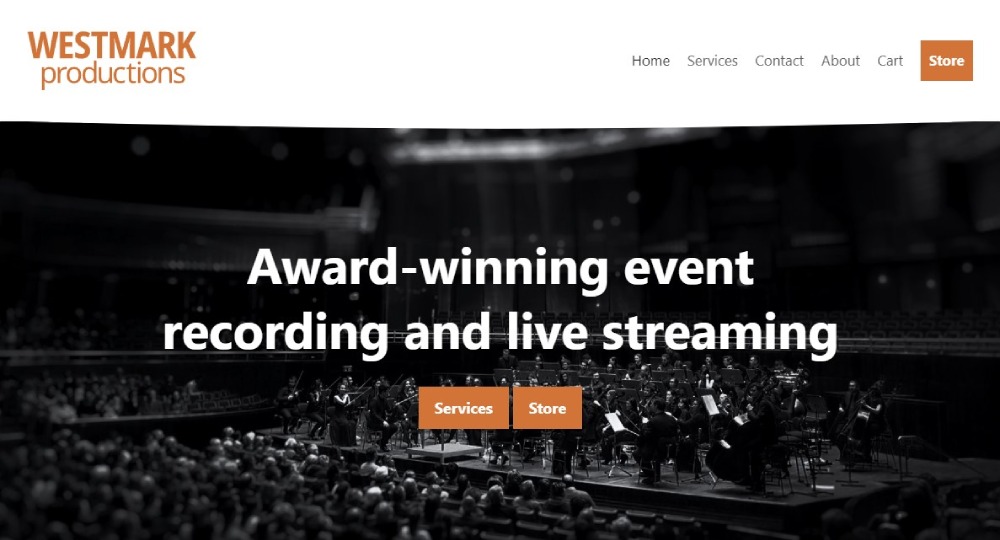 WESTMARK
productions
Home Services Contact About Cart Store
Award-winning event
recording and live streaming
Services Store